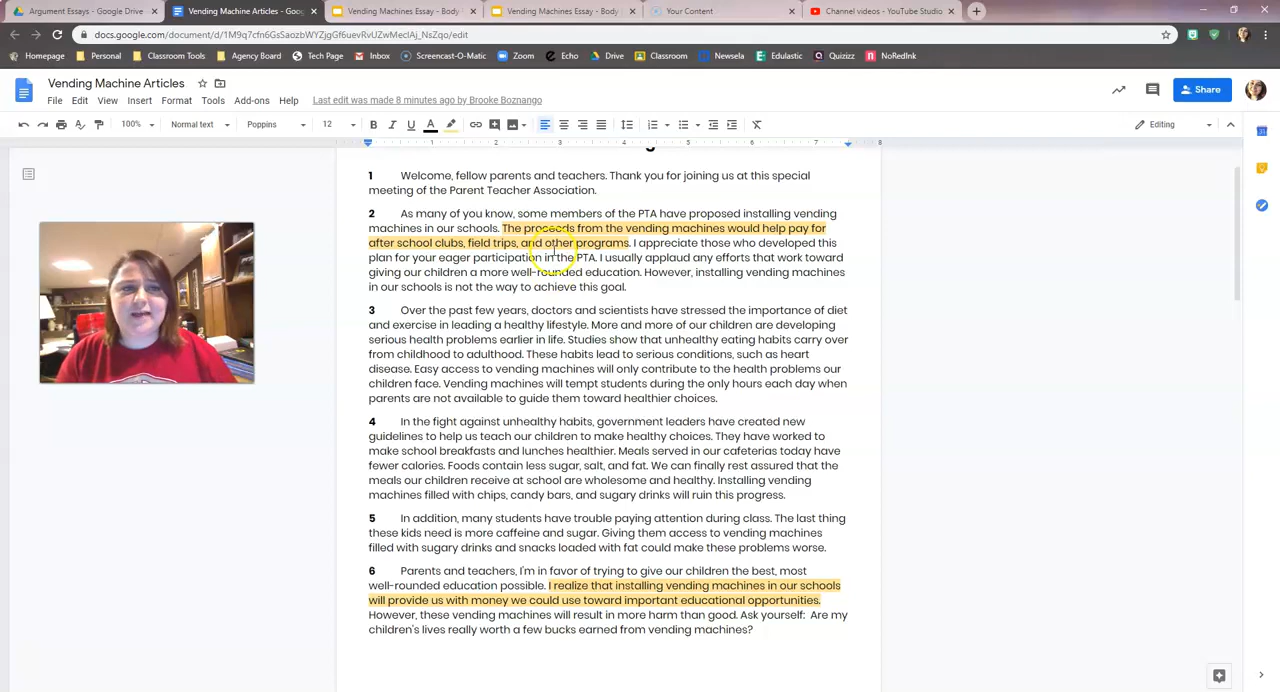 Argument Essays - Google Drive
Vending Machine Articles - Goog
Vending Machines Essay - Body
Vending Machines Essay - Body
Your Content
Channel videos - YouTube Studio
docs.google.com/document/d/1M9q7cfn6GsSaozbWYZjgGf6uevRvUZwMeclAj_NsZqo/edit
Homepage
Personal
Classroom Tools
Agency Board
Tech Page
Inbox
Screencast-O-Matic
Zoom
Echo
Drive
Classroom
Newsela
Edulastic
Quizizz
NoRedInk
Vending Machine Articles
File Edit View Insert Format Tools Add-ons Help
Last edit was made 8 minutes ago by Brooke Boznango
Share
100%
Normal text
Poppins
12
B I U A
Editing
1 2 3 4 5 6 7 8
1 Welcome, fellow parents and teachers. Thank you for joining us at this special
meeting of the Parent Teacher Association.
2 As many of you know, some members of the PTA have proposed installing vending
machines in our schools. The proceeds from the vending machines would help pay for
after school clubs, field trips, and other programs. I appreciate those who developed this
plan for your eager participation in the PTA. I usually applaud any efforts that work toward
giving our children a more well-rounded education. However, installing vending machines
in our schools is not the way to achieve this goal.
3 Over the past few years, doctors and scientists have stressed the importance of diet
and exercise in leading a healthy lifestyle. More and more of our children are developing
serious health problems earlier in life. Studies show that unhealthy eating habits carry over
from childhood to adulthood. These habits lead to serious conditions, such as heart
disease. Easy access to vending machines will only contribute to the health problems our
children face. Vending machines will tempt students during the only hours each day when
parents are not available to guide them toward healthier choices.
4 In the fight against unhealthy habits, government leaders have created new
guidelines to help us teach our children to make healthy choices. They have worked to
make school breakfasts and lunches healthier. Meals served in our cafeterias today have
fewer calories. Foods contain less sugar, salt, and fat. We can finally rest assured that the
meals our children receive at school are wholesome and healthy. Installing vending
machines filled with chips, candy bars, and sugary drinks will ruin this progress.
5 In addition, many students have trouble paying attention during class. The last thing
these kids need is more caffeine and sugar. Giving them access to vending machines
filled with sugary drinks and snacks loaded with fat could make these problems worse.
6 Parents and teachers, I'm in favor of trying to give our children the best, most
well-rounded education possible. I realize that installing vending machines in our schools
will provide us with money we could use toward important educational opportunities.
However, these vending machines will result in more harm than good. Ask yourself: Are my
children's lives really worth a few bucks earned from vending machines?